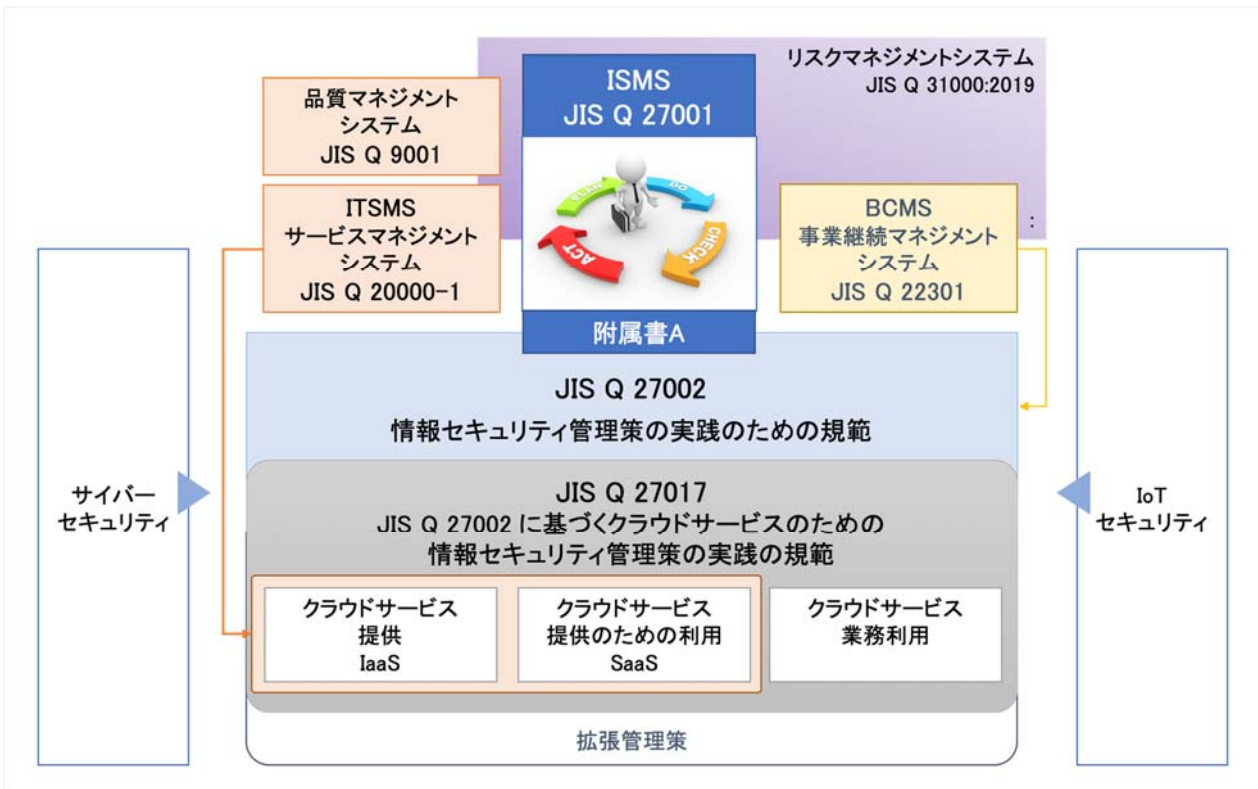 リスクマネジメントシステム
JIS Q 31000:2019
ISMS
JIS Q 27001
品質マネジメント
システム
JIS Q 9001
PLAN
DO
CHECK
ACT
ITSMS
サービスマネジメント
システム
JIS Q 20000-1
BCMS
事業継続マネジメント
システム
JIS Q 22301
:
附属書A
JIS Q 27002
情報セキュリティ管理策の実践のための規範
サイバー
セキュリティ
IoT
セキュリティ
JIS Q 27017
JIS Q 27002 に基づくクラウドサービスのための
情報セキュリティ管理策の実践の規範
クラウドサービス
提供
IaaS
クラウドサービス
提供のための利用
SaaS
クラウドサービス
業務利用
拡張管理策